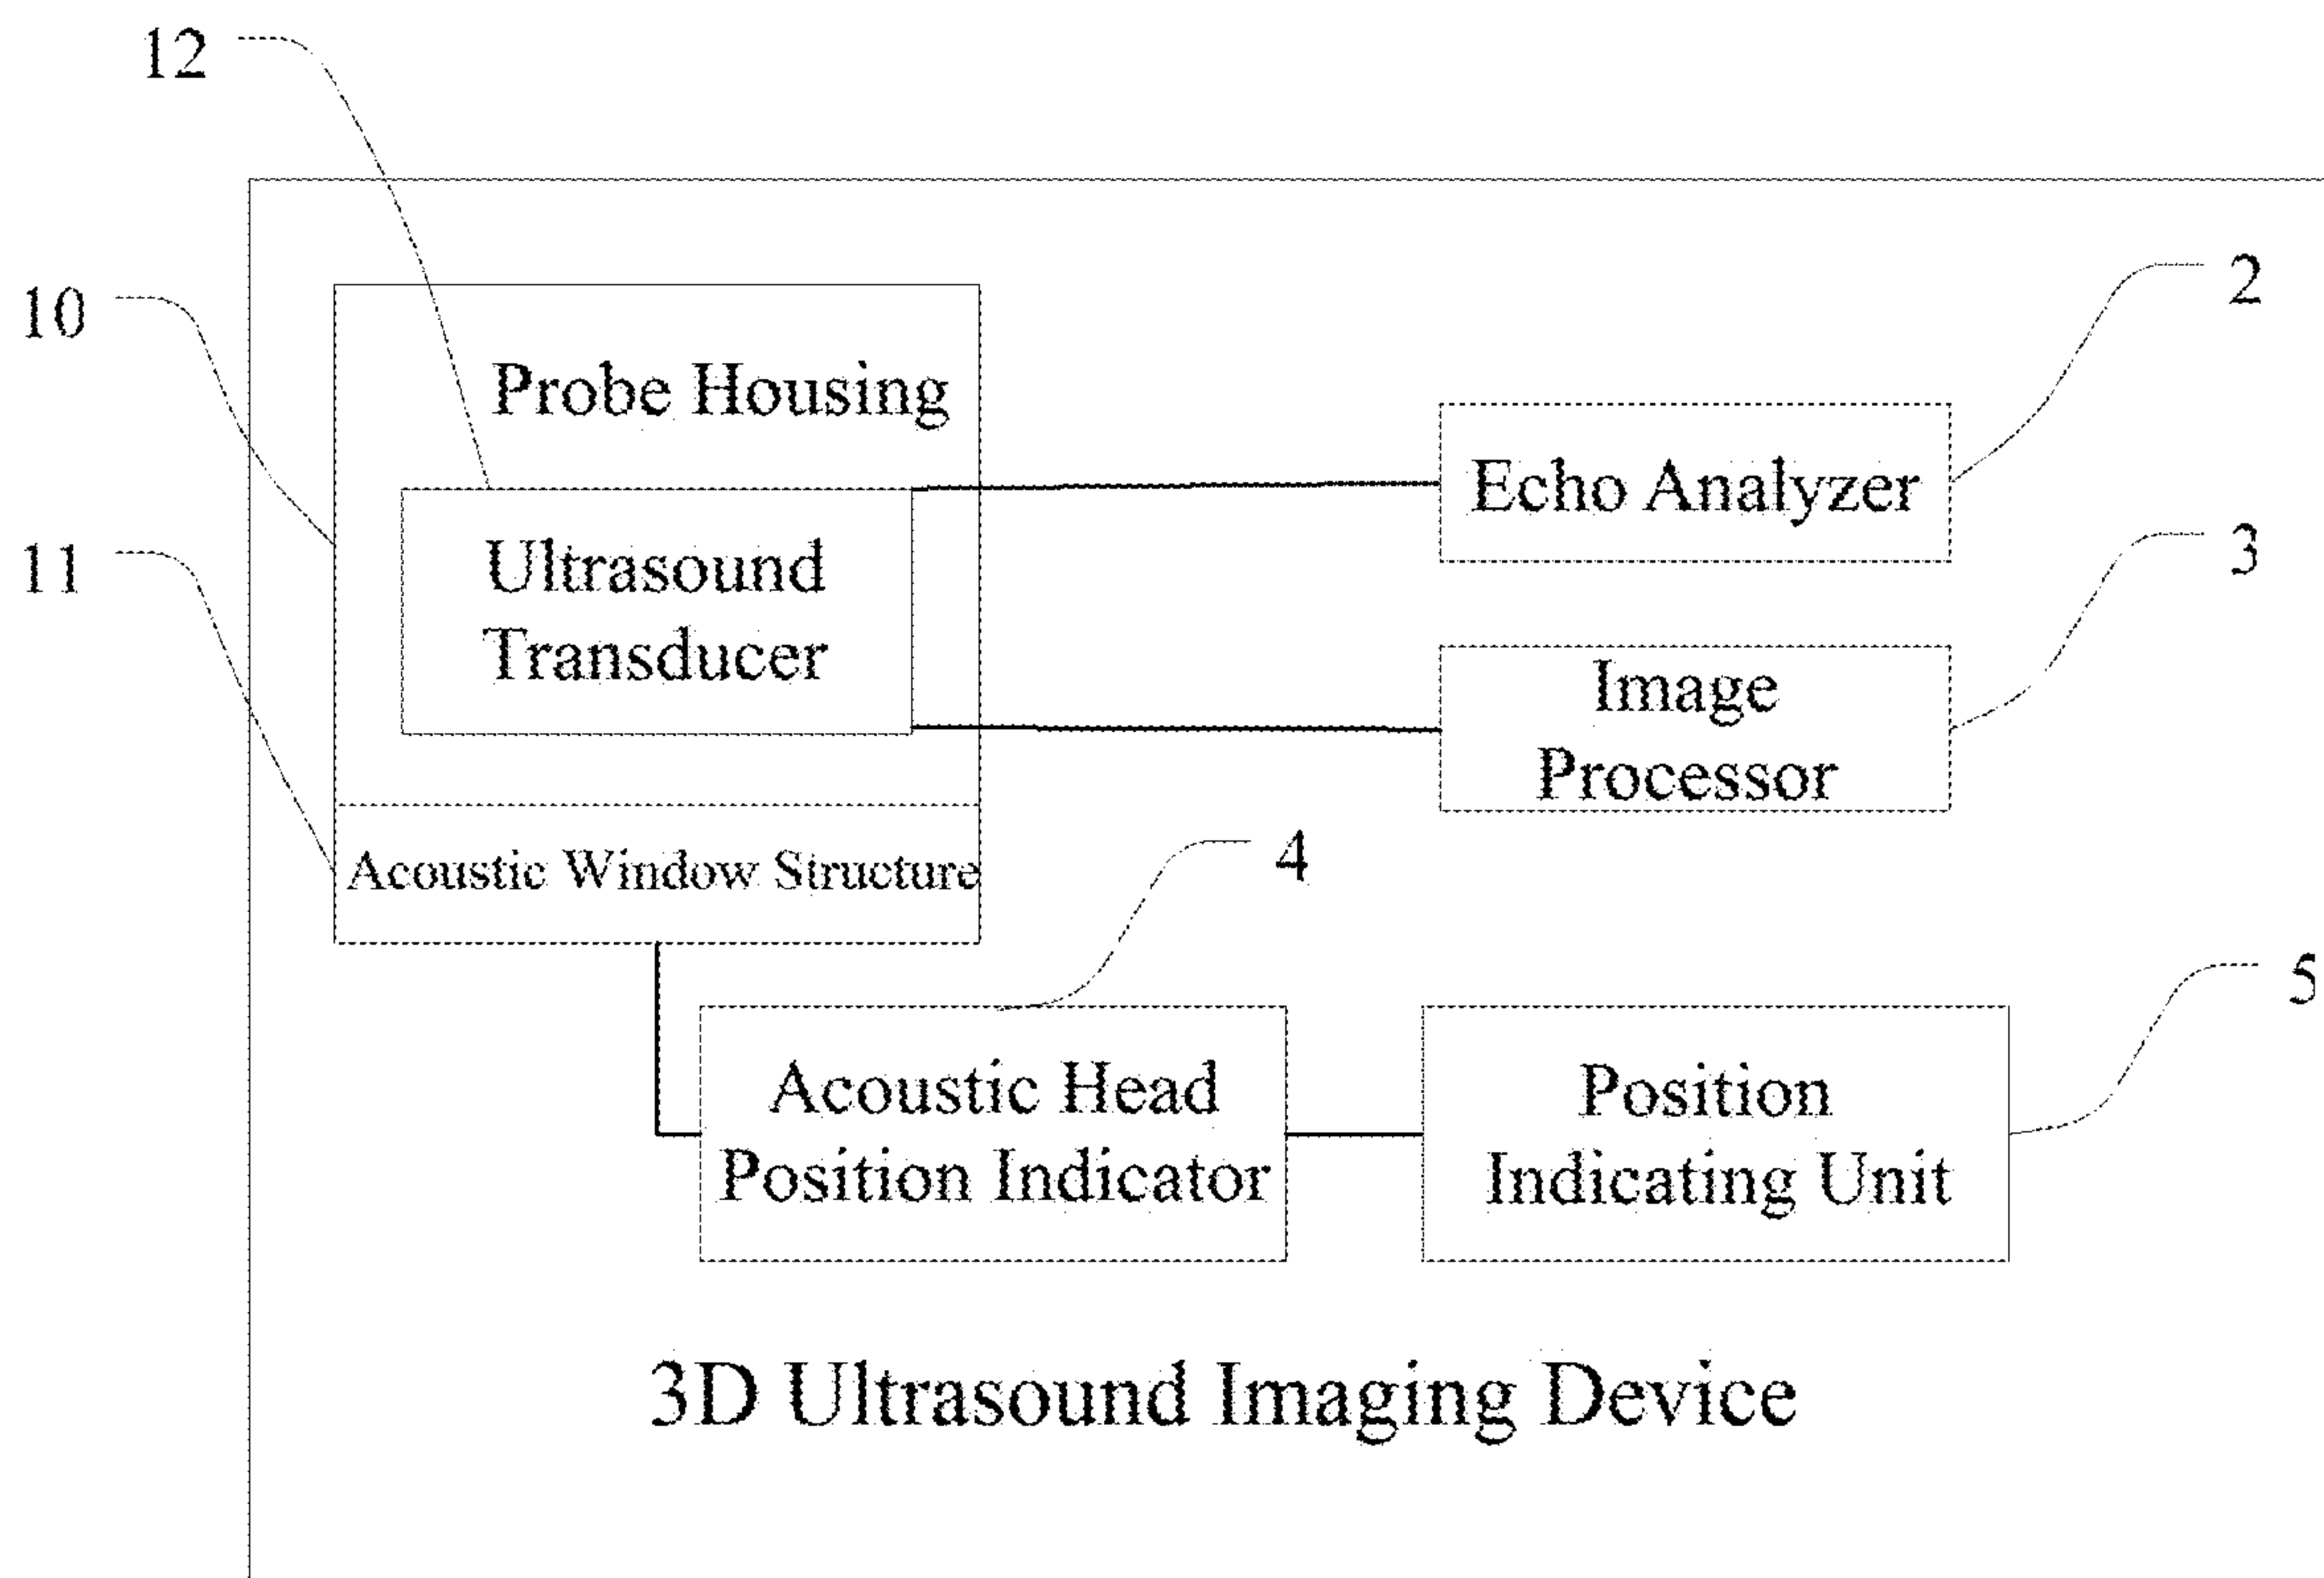 12
10
2
Probe Housing
Echo Analyzer
11
3
Ultrasound
Transducer
Image
Processor
4
Acoustic Window Structure
5
Acoustic Head
Position Indicator
Position
Indicating Unit
3D Ultrasound Imaging Device